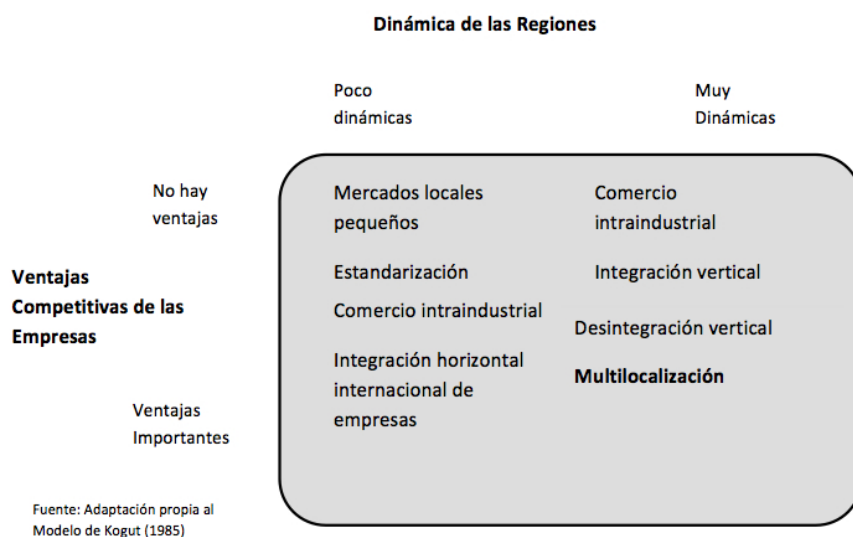 Dinámica de las Regiones
Poco
dinámicas
Muy
Dinámicas
No hay
ventajas
Mercados locales
pequeños
Comercio
intraindustrial
Ventajas
Competitivas de las
Empresas
Estandarización
Integración vertical
Comercio intraindustrial
Desintegración vertical
Integración horizontal
internacional de
empresas
Multilocalización
Ventajas
Importantes
Fuente: Adaptación propia al
Modelo de Kogut (1985)